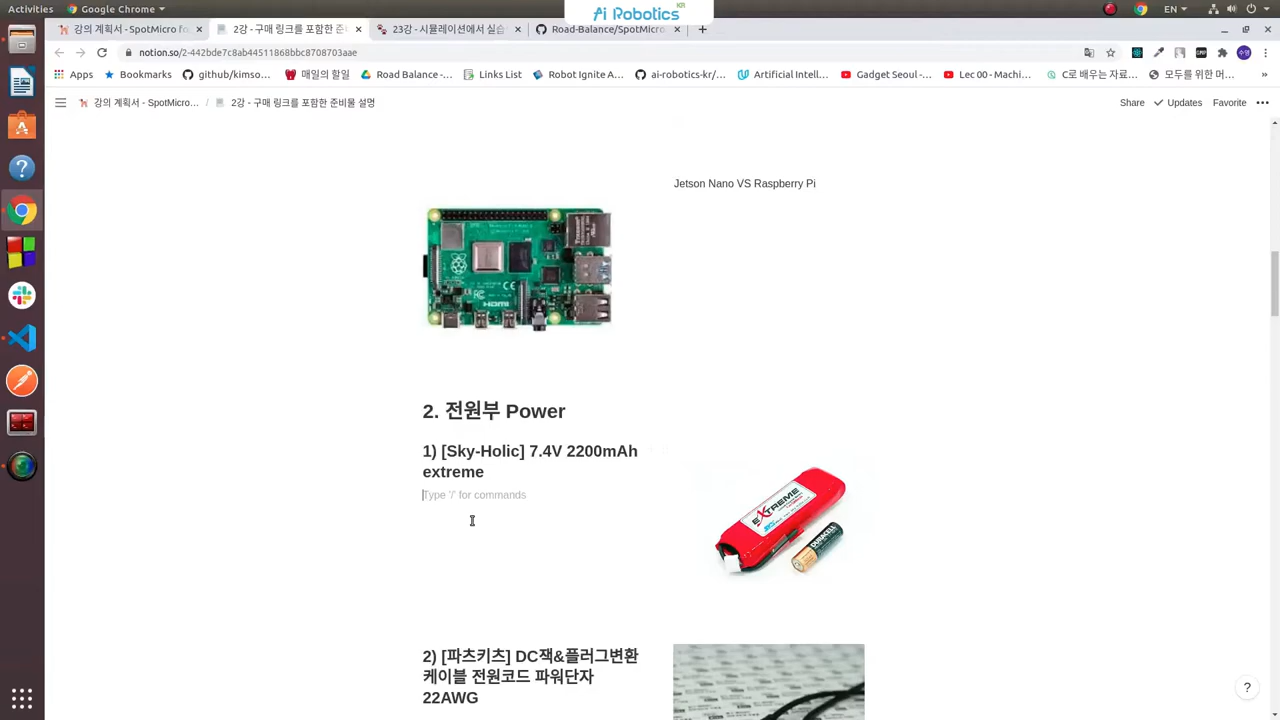 Activities
Google Chrome
Ai Robotics KR
EN
강의 계획서 - SpotMicro fo
2강 - 구매 링크를 포함한 준비
23강 - 시뮬레이션에서 실습
Road-Balance/SpotMicro
notion.so/2-442bde7c8ab44511868bbc8708703aae
수영
Apps
Bookmarks
github/kimso...
매일의 할일
Road Balance -...
Links List
Robot Ignite A...
ai-robotics-kr/...
Artificial Intell...
Gadget Seoul -...
Lec 00 - Machi...
C로 배우는 자료...
모두를 위한 머...
»
강의 계획서 - SpotMicro...
/
2강 - 구매 링크를 포함한 준비물 설명
Share
Updates
Favorite
Jetson Nano VS Raspberry Pi
HDMI
2. 전원부 Power
1) [Sky-Holic] 7.4V 2200mAh
extreme
Type '/' for commands
EXTREME
DURACELL
2) [파츠키츠] DC잭&플러그변환
케이블 전원코드 파워단자
22AWG
?